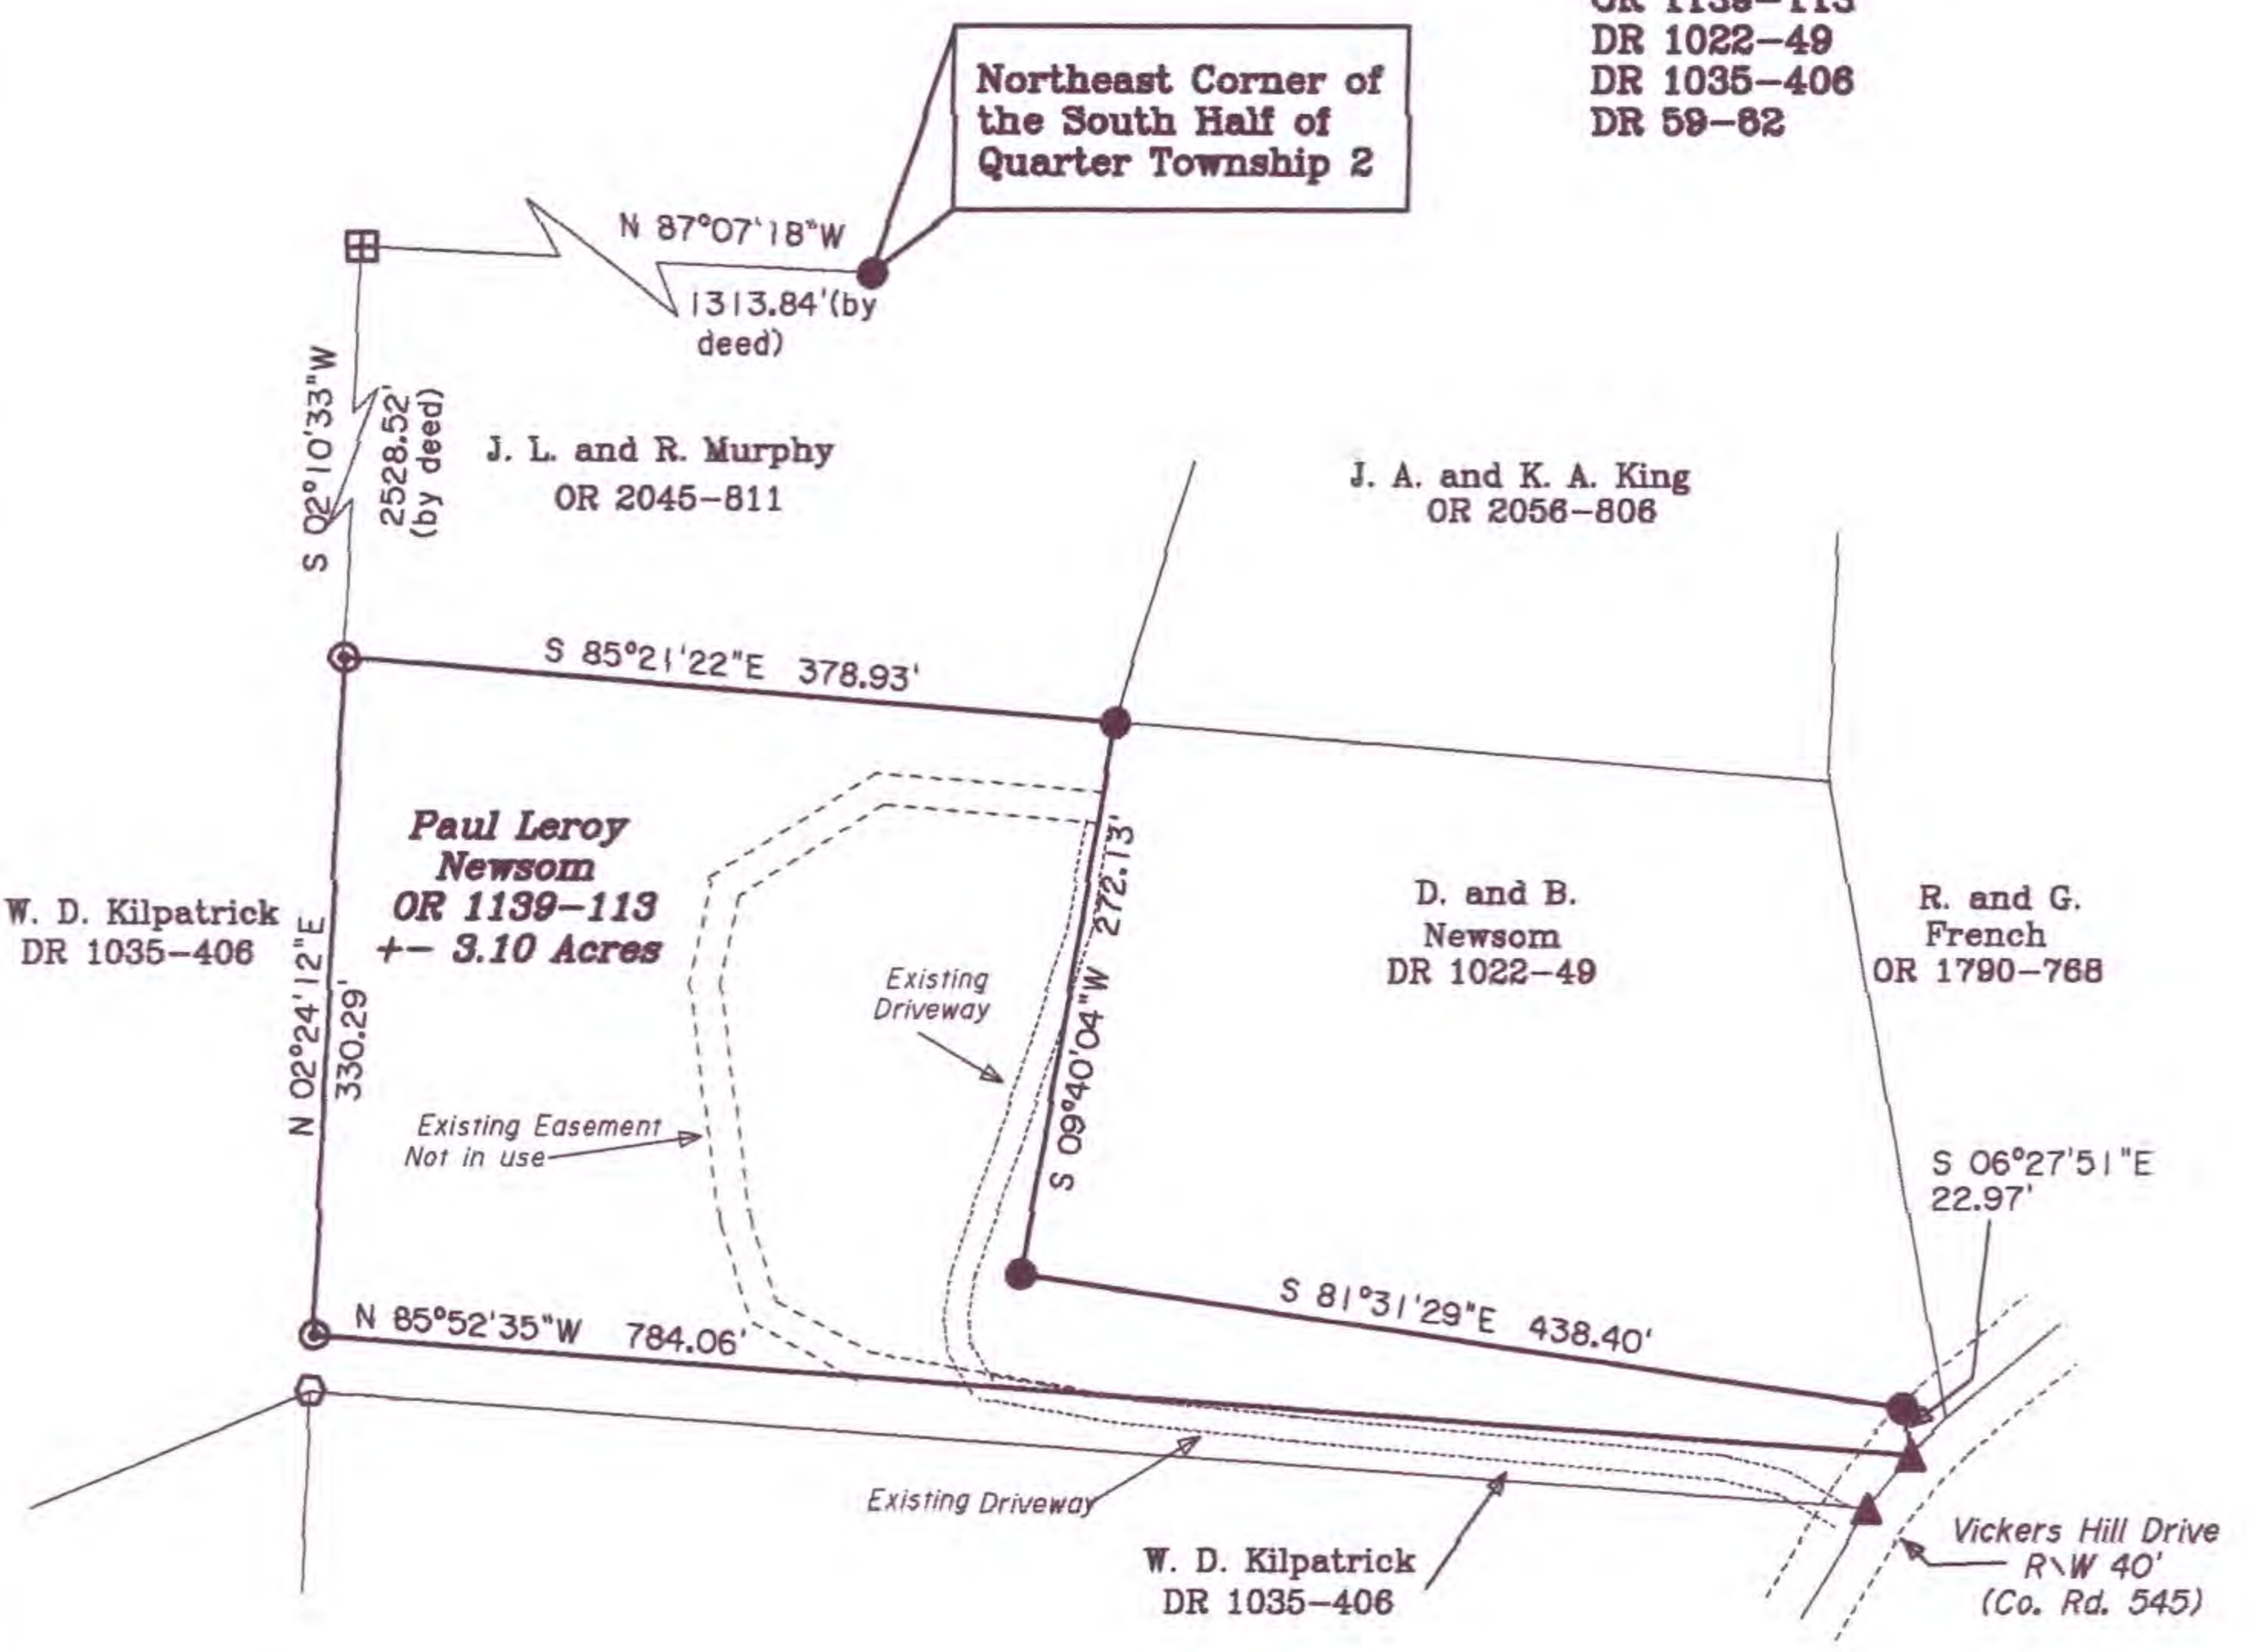 OR 1139-113
DR 1022-49
DR 1035-406
DR 59-62
Northeast Corner of
the South Half of
Quarter Township 2
N 87°07'18"W
1313.84'(by
deed)
S 02°10'33"W
2528.52'
(by deed)
J. L. and R. Murphy
OR 2045-811
J. A. and K. A. King
OR 2056-806
S 85°21'22"E 378.93'
Paul Leroy
Newsom
OR 1139-113
+- 3.10 Acres
W. D. Kilpatrick
DR 1035-406
N 02°24'12"E
330.29'
S 09°40'04"W 272.13'
D. and B.
Newsom
DR 1022-49
R. and G.
French
OR 1790-768
Existing
Driveway
Existing Easement
Not in use
S 06°27'51"E
22.97'
S 81°31'29"E 438.40'
N 85°52'35"W 784.06'
Existing Driveway
W. D. Kilpatrick
DR 1035-406
Vickers Hill Drive
R\W 40'
(Co. Rd. 545)